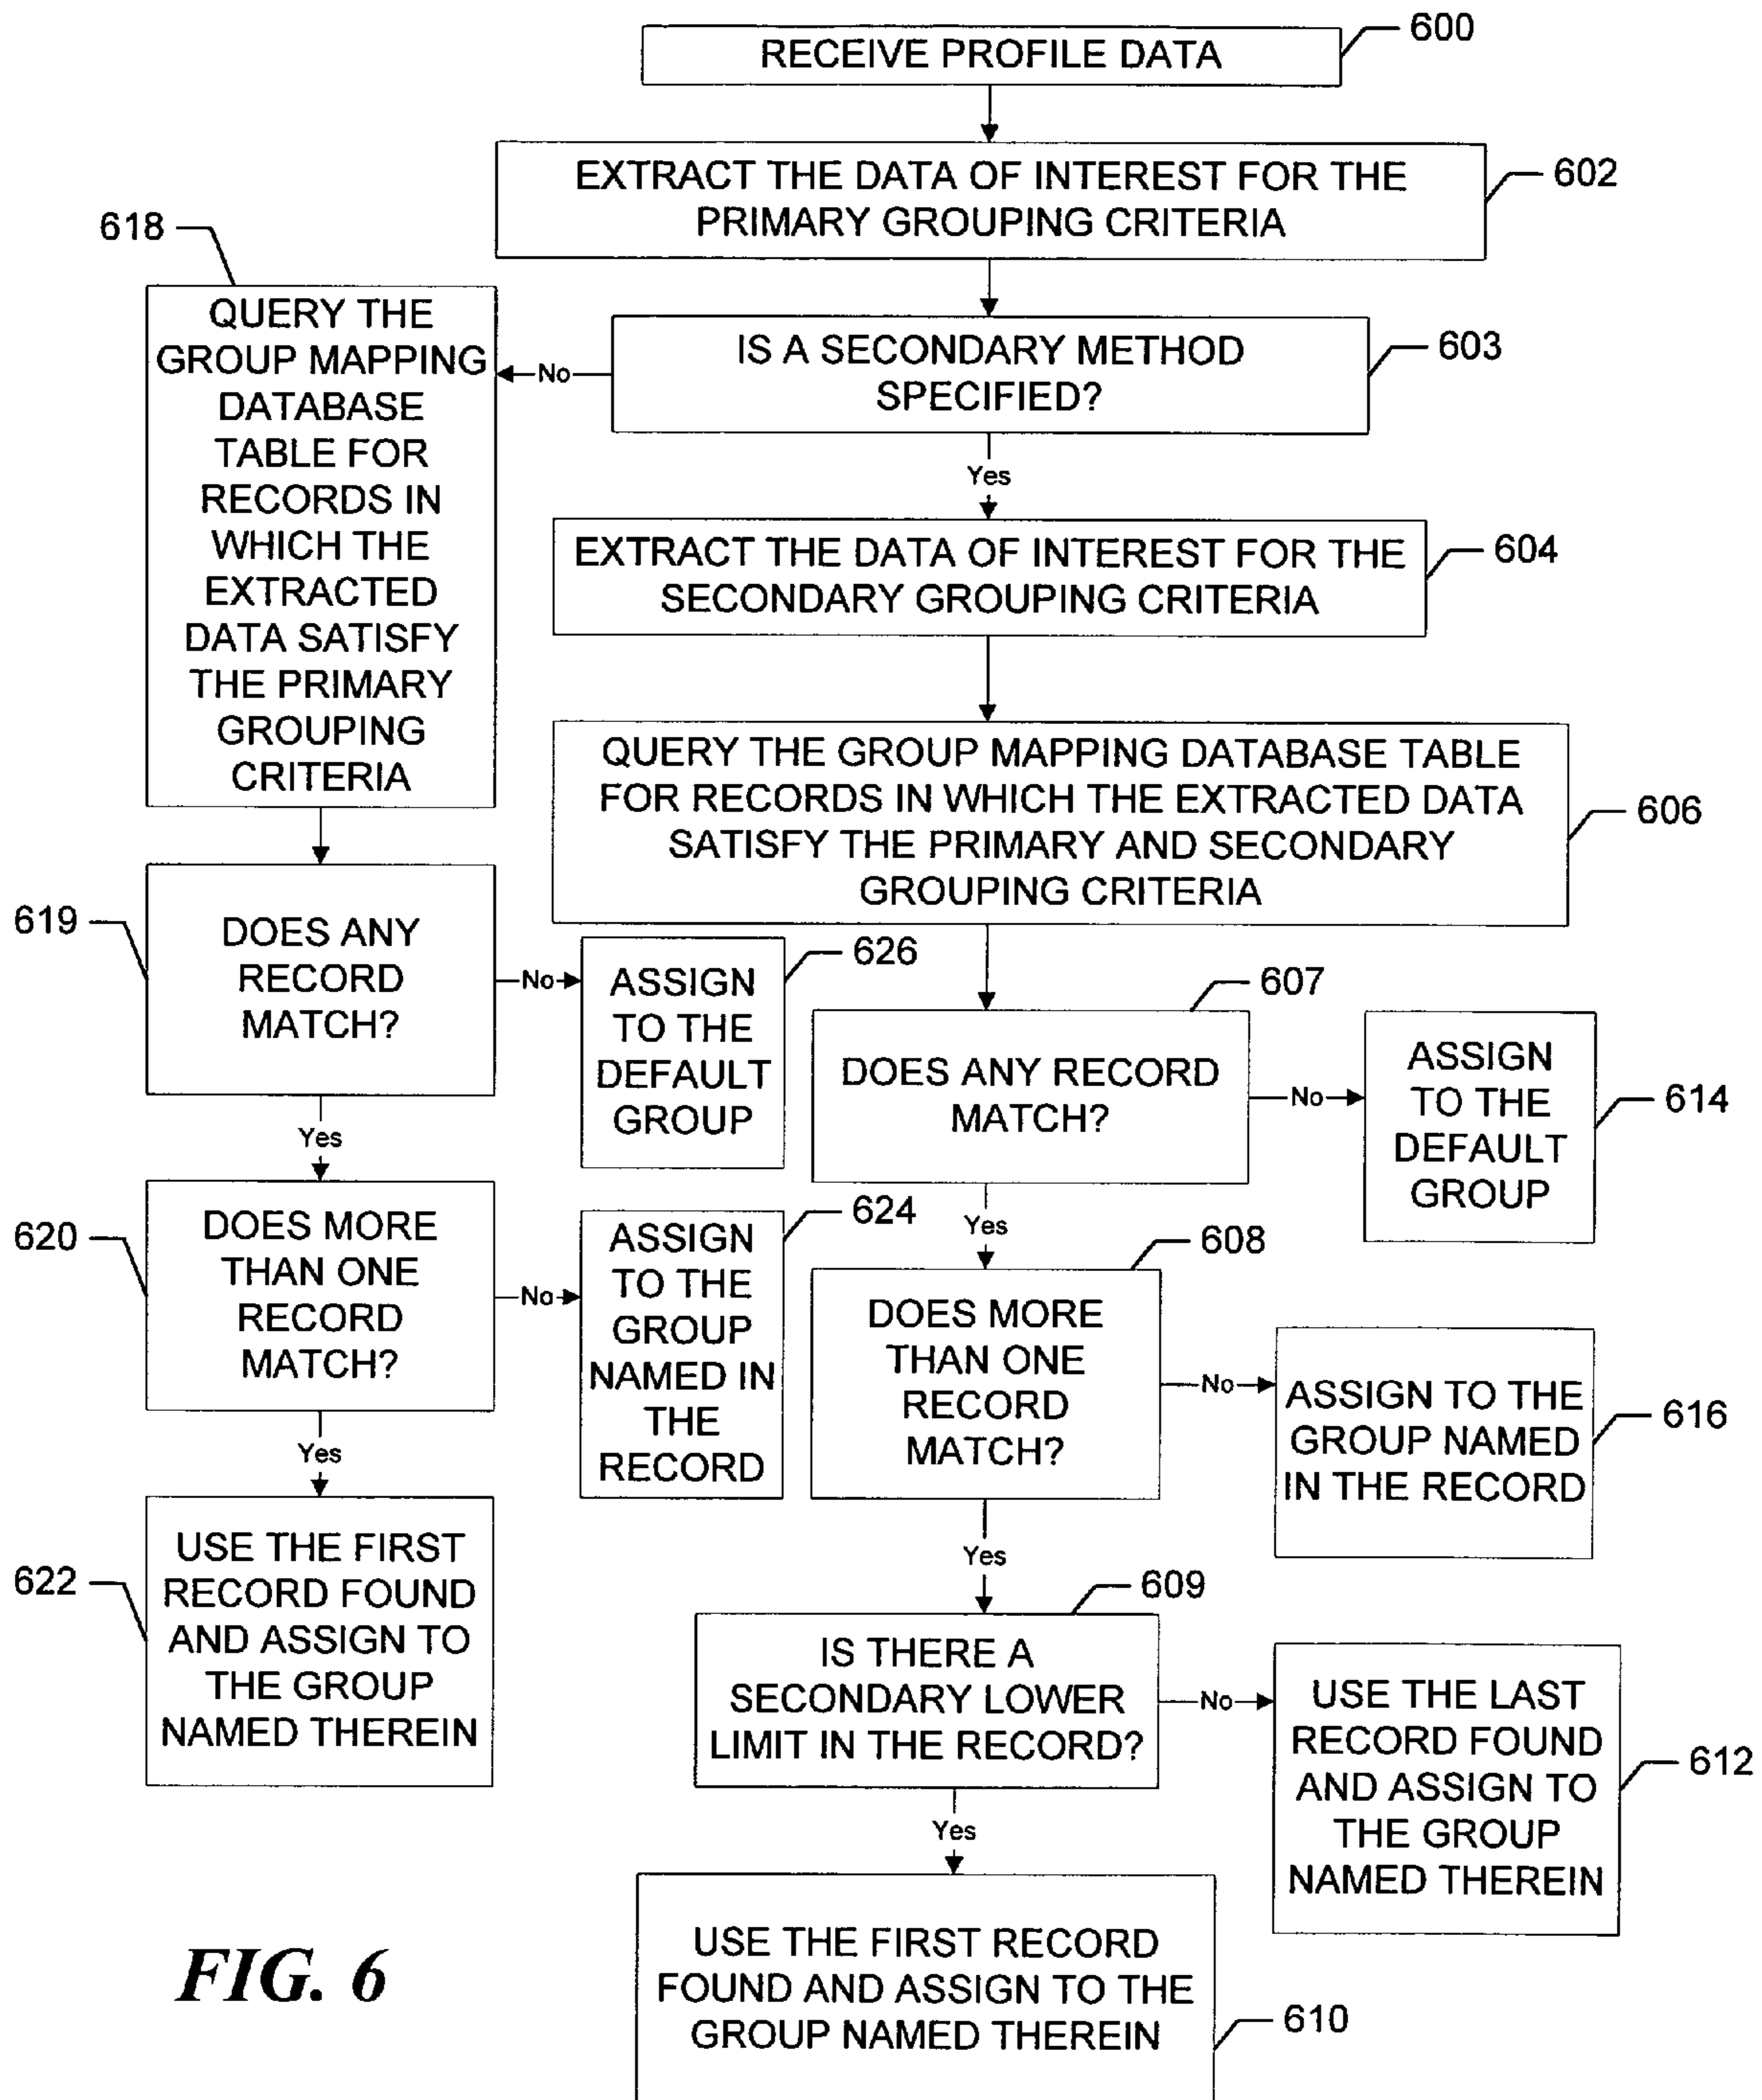 RECEIVE PROFILE DATA
600
EXTRACT THE DATA OF INTEREST FOR THE
PRIMARY GROUPING CRITERIA
602
618
QUERY THE
GROUP MAPPING
DATABASE
TABLE FOR
RECORDS IN
WHICH THE
EXTRACTED
DATA SATISFY
THE PRIMARY
GROUPING
CRITERIA
No
IS A SECONDARY METHOD
SPECIFIED?
603
Yes
EXTRACT THE DATA OF INTEREST FOR THE
SECONDARY GROUPING CRITERIA
604
QUERY THE GROUP MAPPING DATABASE TABLE
FOR RECORDS IN WHICH THE EXTRACTED DATA
SATISFY THE PRIMARY AND SECONDARY
GROUPING CRITERIA
606
619
DOES ANY
RECORD
MATCH?
No
ASSIGN
TO THE
DEFAULT
GROUP
626
607
DOES ANY RECORD
MATCH?
No
ASSIGN
TO THE
DEFAULT
GROUP
614
Yes
620
DOES MORE
THAN ONE
RECORD
MATCH?
No
ASSIGN
TO THE
GROUP
NAMED IN
THE
RECORD
624
Yes
608
DOES MORE
THAN ONE
RECORD
MATCH?
No
ASSIGN TO THE
GROUP NAMED
IN THE RECORD
616
Yes
622
USE THE FIRST
RECORD FOUND
AND ASSIGN TO
THE GROUP
NAMED THEREIN
Yes
609
IS THERE A
SECONDARY LOWER
LIMIT IN THE RECORD?
No
USE THE LAST
RECORD FOUND
AND ASSIGN TO
THE GROUP
NAMED THEREIN
612
Yes
USE THE FIRST RECORD
FOUND AND ASSIGN TO THE
GROUP NAMED THEREIN
610
FIG. 6